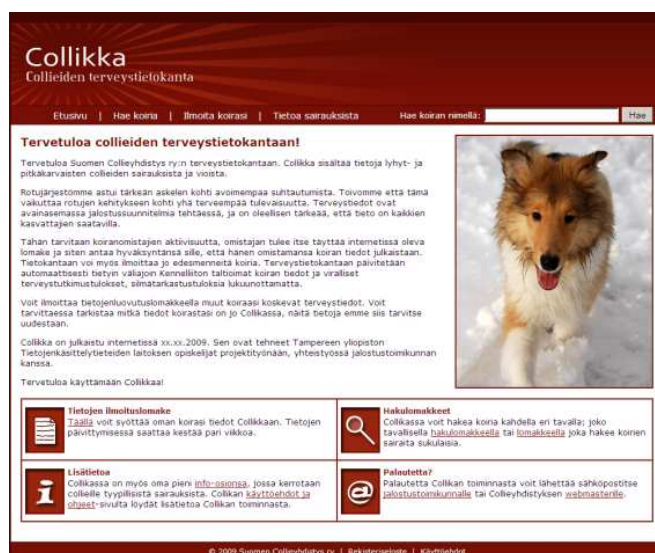 Collikka
Collieiden terveystietokanta
Etusivu | Hae koiria | Ilmoita koirasi | Tietoa sairauksista Hae koiran nimellä: Hae
Tervetuloa collieiden terveystietokantaan!
Tervetuloa Suomen Collieyhdistys ry:n terveystietokantaan. Collikka sisältää tietoja lyhyt- ja
pitkäkarvaisten collieiden sairauksista ja vioista.
Rotujärjestömme astui tärkeän askelen kohti avoimempaa suhtautumista. Toivomme että tämä
vaikuttaa rotujen kehitykseen kohti yhä terveempää tulevaisuutta. Terveystiedot ovat
avainasemassa jalostussuunnitelmia tehtäessä, ja on oleellisen tärkeää, että tieto on kaikkien
kasvattajien saatavilla.
Tähän tarvitaan koiranomistajien aktiivisuutta, omistajan tulee itse täyttää internetissä oleva
lomake ja siten antaa hyväksyntänsä sille, että hänen omistamansa koiran tiedot julkaistaan.
Tietokantaan voi myös ilmoittaa jo edesmenneitä koiria. Terveystietokantaan päivitetään
automaattisesti tietyin väliajoin Kennelliiton taltioimat koiran tiedot ja viralliset
terveystutkimustulokset, silmätarkastustuloksia lukuunottamatta.
Voit ilmoittaa tietojenluovutuslomakkeella muut koiraasi koskevat terveystiedot. Voit
tarvittaessa tarkistaa mitkä tiedot koirastasi on jo Collikassa, näitä tietoja emme siis tarvitse
uudestaan.
Collikka on julkaistu internetissä xx.xx.2009. Sen ovat tehneet Tampereen yliopiston
Tietojenkäsittelytieteiden laitoksen opiskelijat projektityönään, yhteistyössä jalostustoimikunnan
kanssa.
Tervetuloa käyttämään Collikkaa!
Tietojen ilmoituslomake
Täällä voit syöttää oman koirasi tiedot Collikkaan. Tietojen
päivittymisessä saattaa kestää pari viikkoa.
Hakulomakkeet
Collikassa voit hakea koiria kahdella eri tavalla; joko
tavallisella hakulomakkeella tai lomakkeella joka hakee koirien
sairaita sukulaisia.
Lisätietoa
Collikassa on myös oma pieni info-osionsa, jossa kerrotaan
collieille tyypillisistä sairauksista. Collikan käyttöehdot ja
ohjeet-sivulta löydät lisätietoa Collikan toiminnasta.
Palautetta?
Palautetta Collikan toiminnasta voit lähettää sähköpostitse
jalostustoimikunnalle tai Collieyhdistyksen webmasterille.
© 2009 Suomen Collieyhdistys ry | Rekisteriseloste | Käyttöehdot